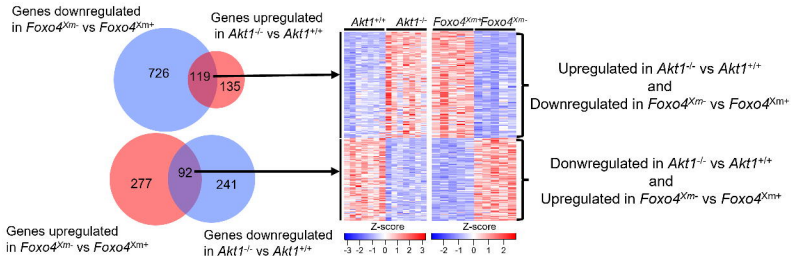 Genes downregulated
in Foxo4Xm- vs Foxo4Xm+
Genes upregulated
in Akt1-/- vs Akt1+/+
726
119
135
277
92
241
Genes upregulated
in Foxo4Xm- vs Foxo4Xm+
Genes downregulated
in Akt1-/- vs Akt1+/+
Akt1+/+ Akt1-/- Foxo4Xm+ Foxo4Xm-
Z-score
-3 -2 -1 0 1 2 3
Z-score
-2 -1 0 1 2
Upregulated in Akt1-/- vs Akt1+/+
and
Downregulated in Foxo4Xm- vs Foxo4Xm+
Donwregulated in Akt1-/- vs Akt1+/+
and
Upregulated in Foxo4Xm- vs Foxo4Xm+